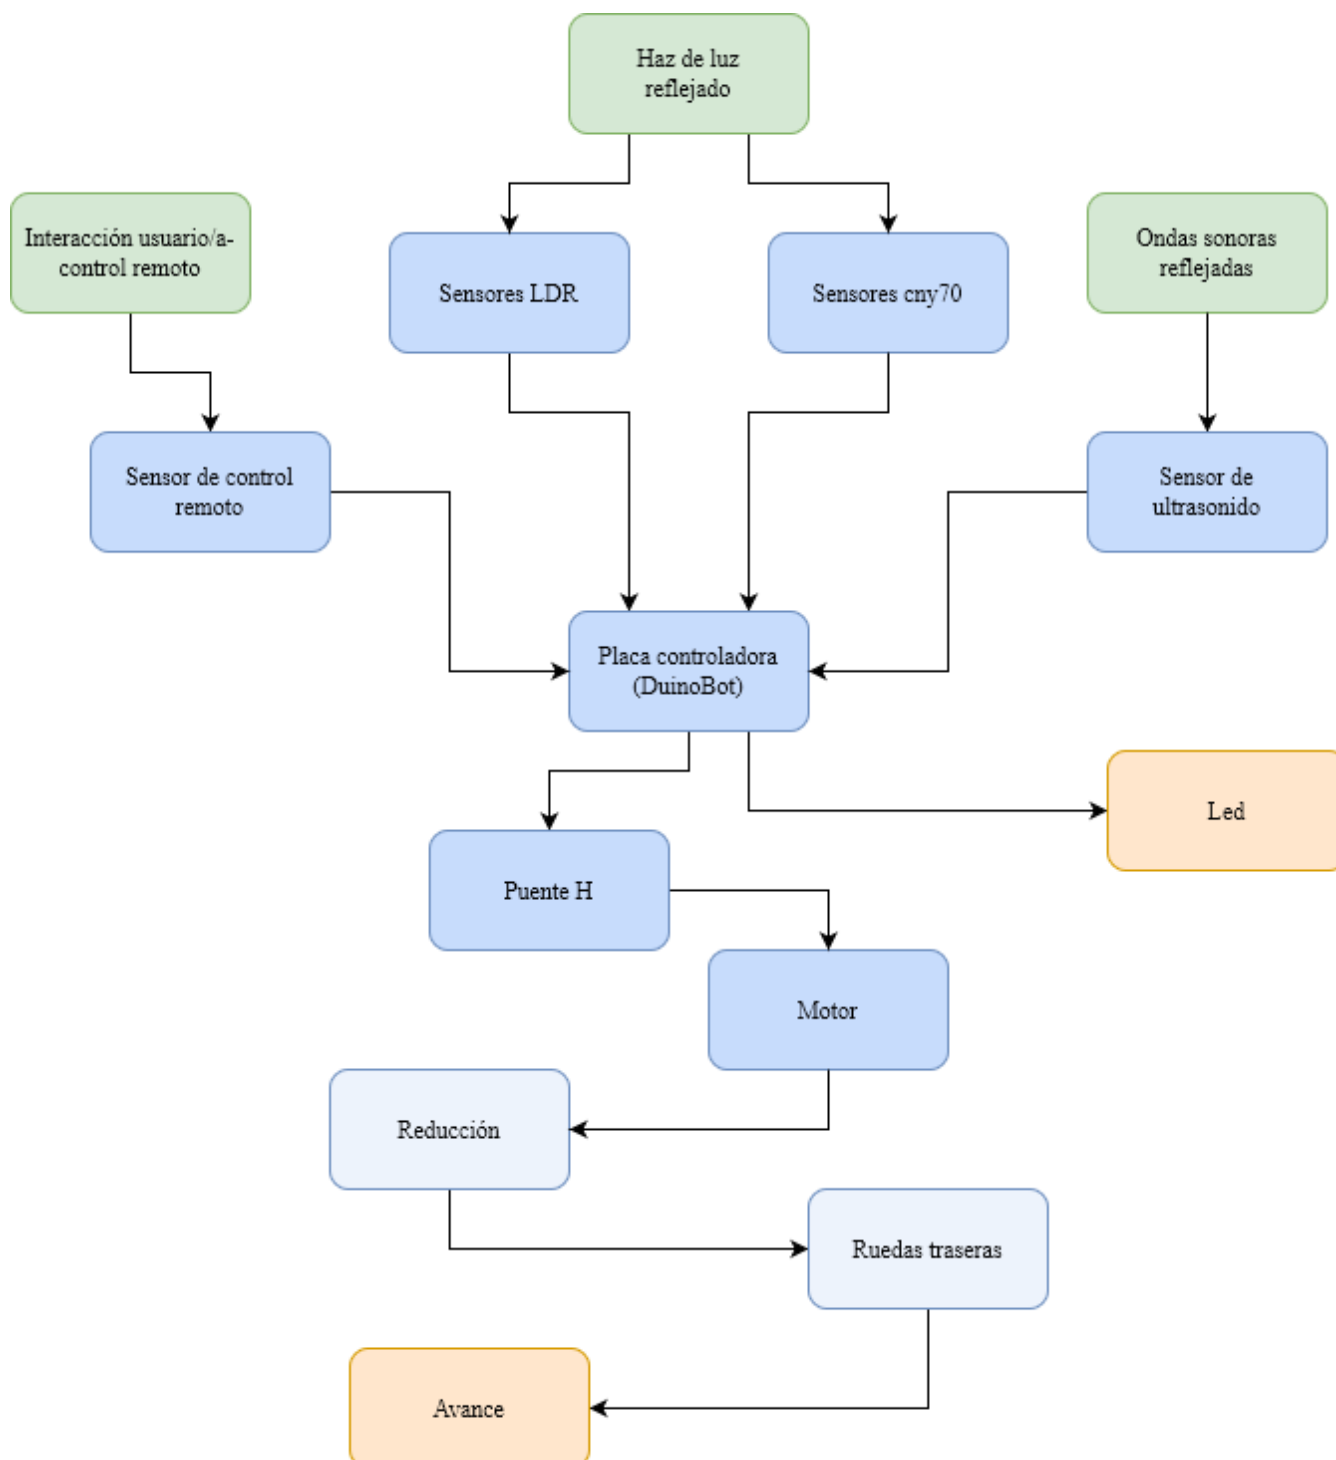 Haz de luz
reflejado
Interacción usuario/a-
control remoto
Sensores LDR
Sensores cny70
Ondas sonoras
reflejadas
Sensor de control
remoto
Sensor de
ultrasonido
Placa controladora
(DuinoBot)
Led
Puente H
Motor
Reducción
Ruedas traseras
Avance